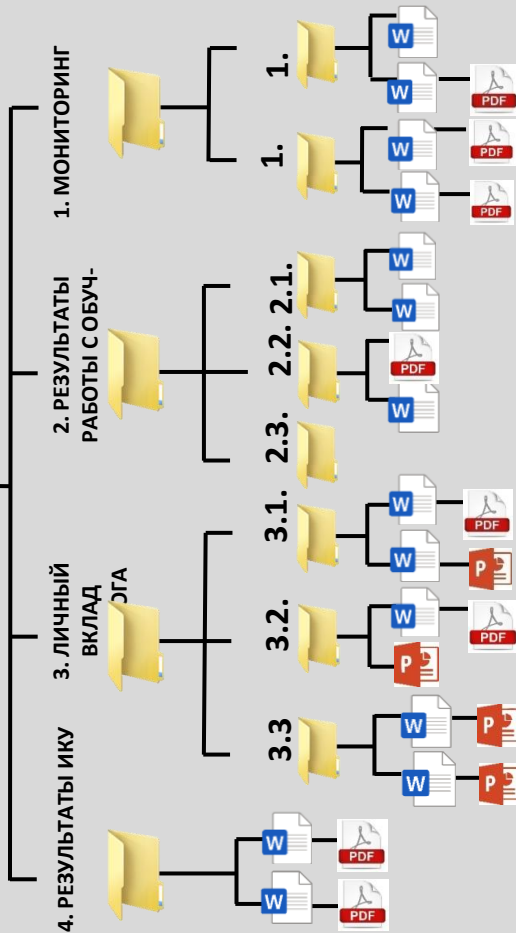 1. МОНИТОРИНГ
1.
1.
W
W
PDF
W
W
PDF
PDF
2. РЕЗУЛЬТАТЫ
РАБОТЫ С ОБУЧ-
2.1.
2.2.
2.3.
W
W
PDF
W
3. ЛИЧНЫЙ
ВКЛАД
3.1.
3.2.
3.3
W
W
PDF
P
W
P
PDF
W
W
P
P
4. РЕЗУЛЬТАТЫ ИКУ
W
W
PDF
PDF